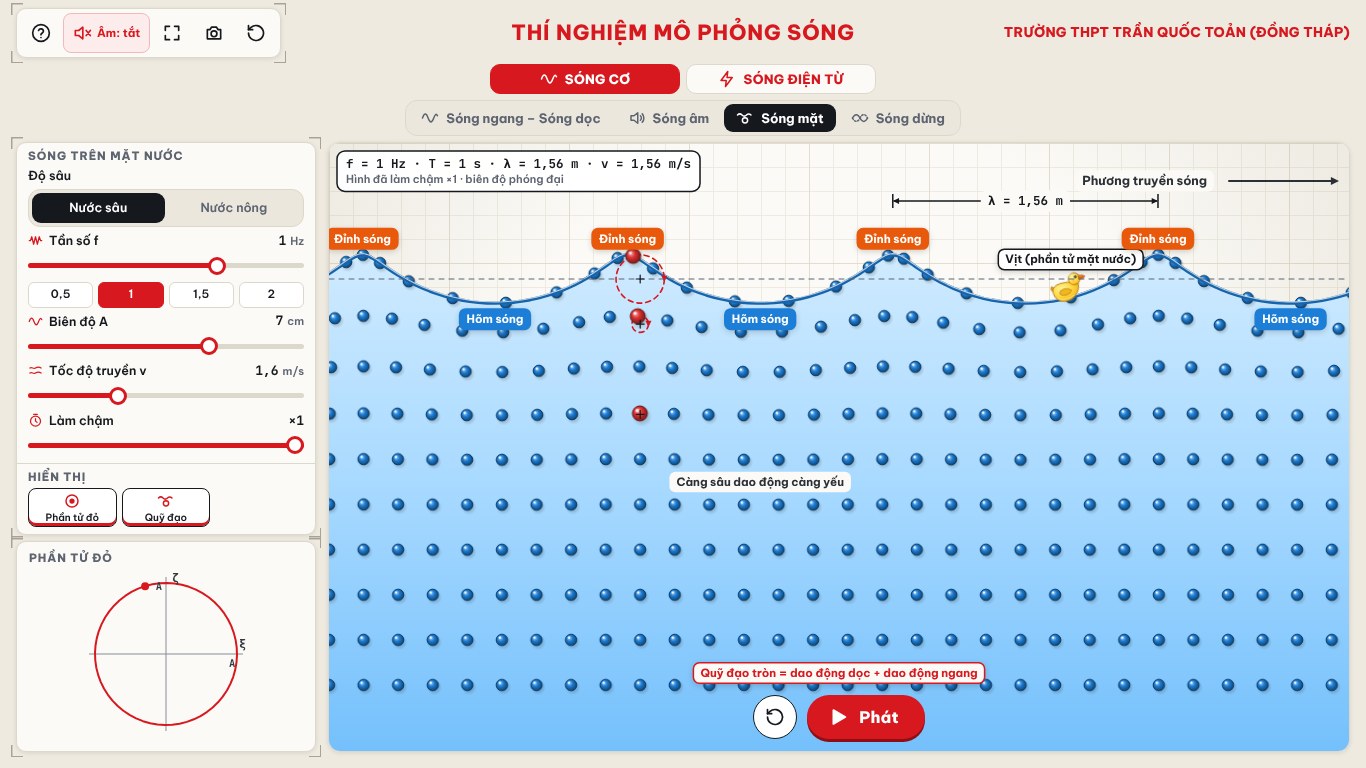 Âm: tắt
THÍ NGHIỆM MÔ PHỎNG SÓNG
TRƯỜNG THPT TRẦN QUỐC TOẢN (ĐỒNG THÁP)
SÓNG CƠ
SÓNG ĐIỆN TỪ
Sóng ngang – Sóng dọc
Sóng âm
Sóng mặt
Sóng dừng
SÓNG TRÊN MẶT NƯỚC
Độ sâu
Nước sâu
Nước nông
Tần số f
1 Hz
0,5
1
1,5
2
Biên độ A
7 cm
Tốc độ truyền v
1,6 m/s
Làm chậm
×1
HIỂN THỊ
Phần tử đỏ
Quỹ đạo
PHẦN TỬ ĐỎ
ζ
A
ξ
A
f = 1 Hz · T = 1 s · λ = 1,56 m · v = 1,56 m/s
Hình đã làm chậm ×1 · biên độ phóng đại
Phương truyền sóng
λ = 1,56 m
Đỉnh sóng
Đỉnh sóng
Đỉnh sóng
Đỉnh sóng
Vịt (phần tử mặt nước)
Hõm sóng
Hõm sóng
Hõm sóng
Càng sâu dao động càng yếu
Quỹ đạo tròn = dao động dọc + dao động ngang
Phát